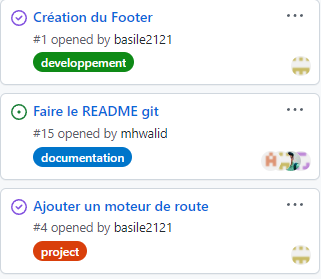 Création du Footer
#1 opened by basile2121
developpement
Faire le README git
#15 opened by mhwalid
documentation
Ajouter un moteur de route
#4 opened by basile2121
project